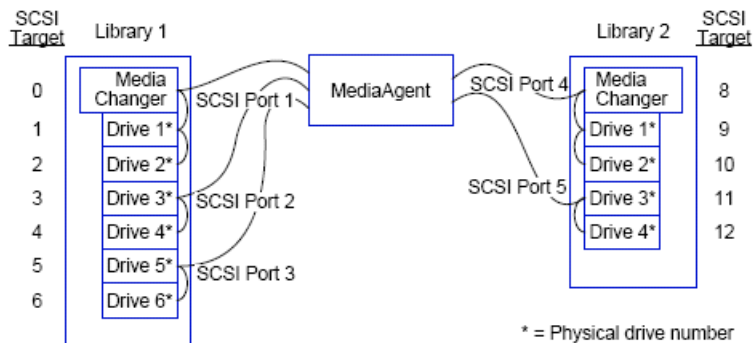 SCSI
Target
Library 1
Library 2
SCSI
Target
0
Media
Changer
SCSI Port 1
MediaAgent
SCSI Port 4
Media
Changer
8
1
Drive 1*
Drive 1*
9
2
Drive 2*
Drive 2*
10
3
Drive 3*
SCSI Port 2
SCSI Port 5
Drive 3*
11
4
Drive 4*
Drive 4*
12
5
Drive 5*
SCSI Port 3
6
Drive 6*
* = Physical drive number